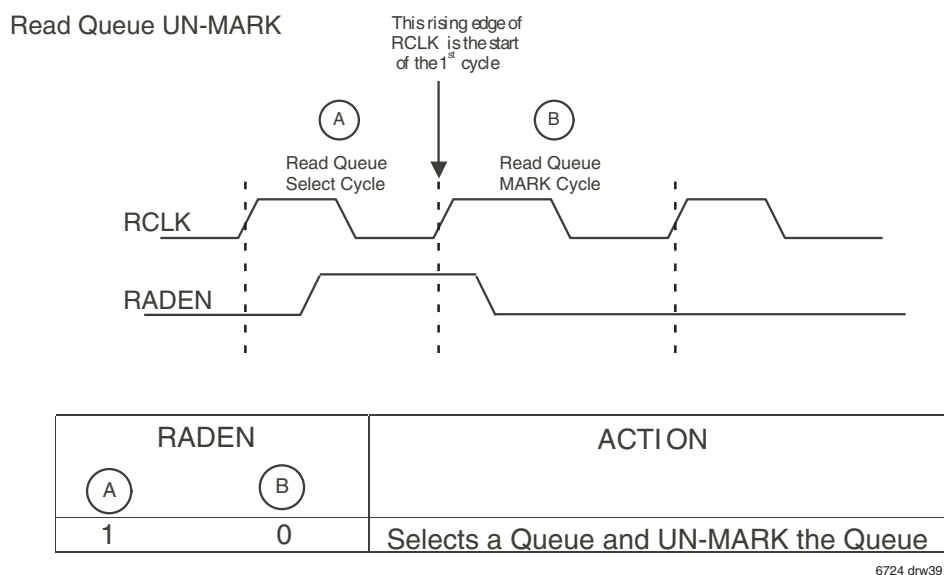 Read Queue UN-MARK
This rising edge of
RCLK is the start
of the 1st cycle
A
B
Read Queue
Select Cycle
Read Queue
MARK Cycle
RCLK
RADEN
RADEN
ACTION
A
B
1
0
Selects a Queue and UN-MARK the Queue
6724 drw39